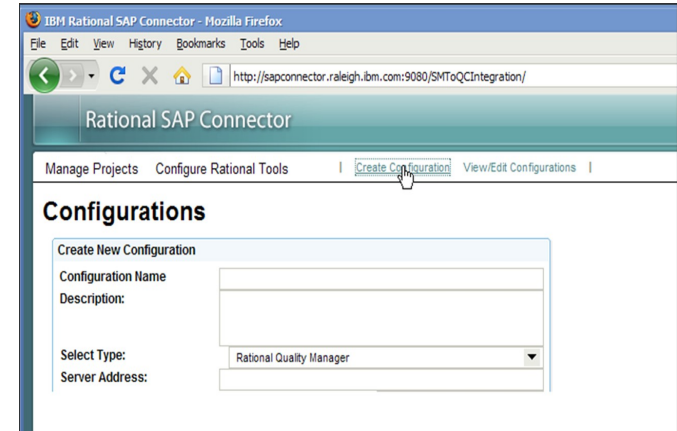 IBM Rational SAP Connector - Mozilla Firefox
File Edit View History Bookmarks Tools Help
http://sapconnector.raleigh.ibm.com:9080/SMToQCIntegration/
Rational SAP Connector
Manage Projects Configure Rational Tools | Create Configuration View/Edit Configurations |
Configurations
Create New Configuration
Configuration Name
Description:
Select Type: Rational Quality Manager
Server Address: